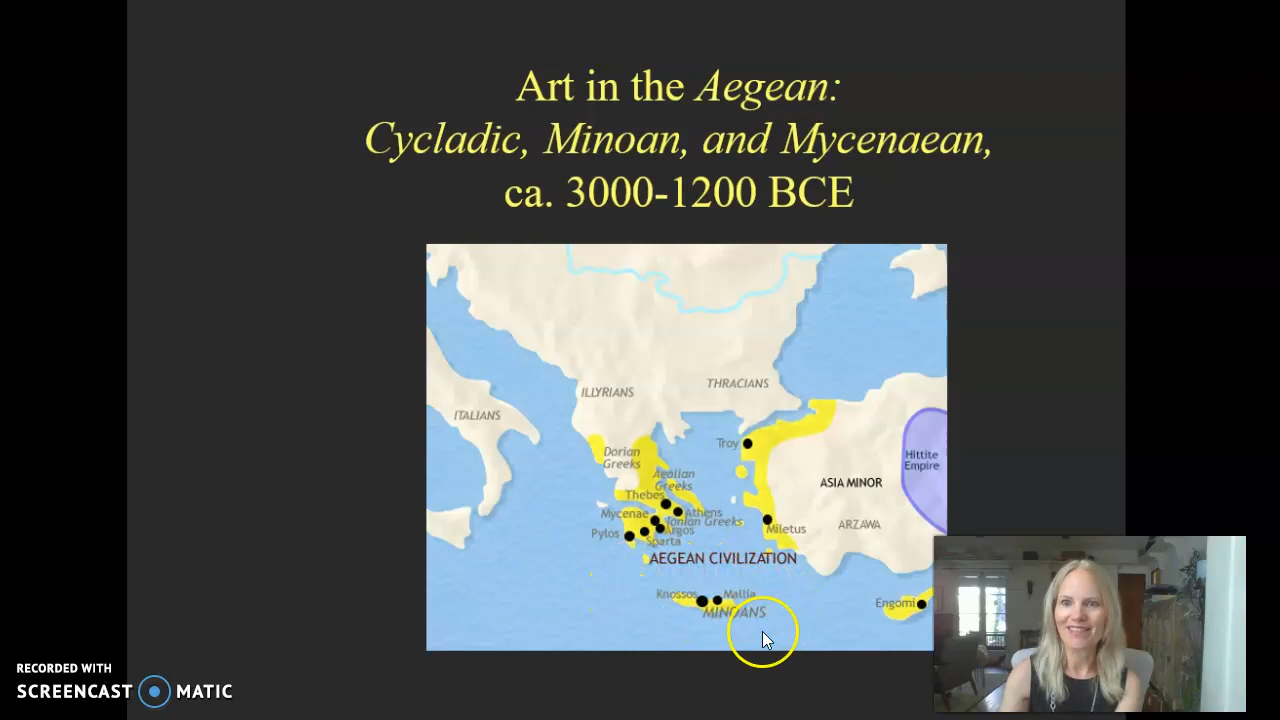 Art in the Aegean:
Cycladic, Minoan, and Mycenaean,
ca. 3000-1200 BCE
ILLYRIANS
THRACIANS
ITALIANS
Troy
Dorian
Greeks
Hittite
Empire
Aeolian
Greeks
ASIA MINOR
Thebes
Mycenae
Athens
Ionian Greeks
ARZAWA
Pylos
Argos
Miletus
Sparta
AEGEAN CIVILIZATION
Knossos
Mallia
MINOANS
Engomi
RECORDED WITH
SCREENCAST MATIC